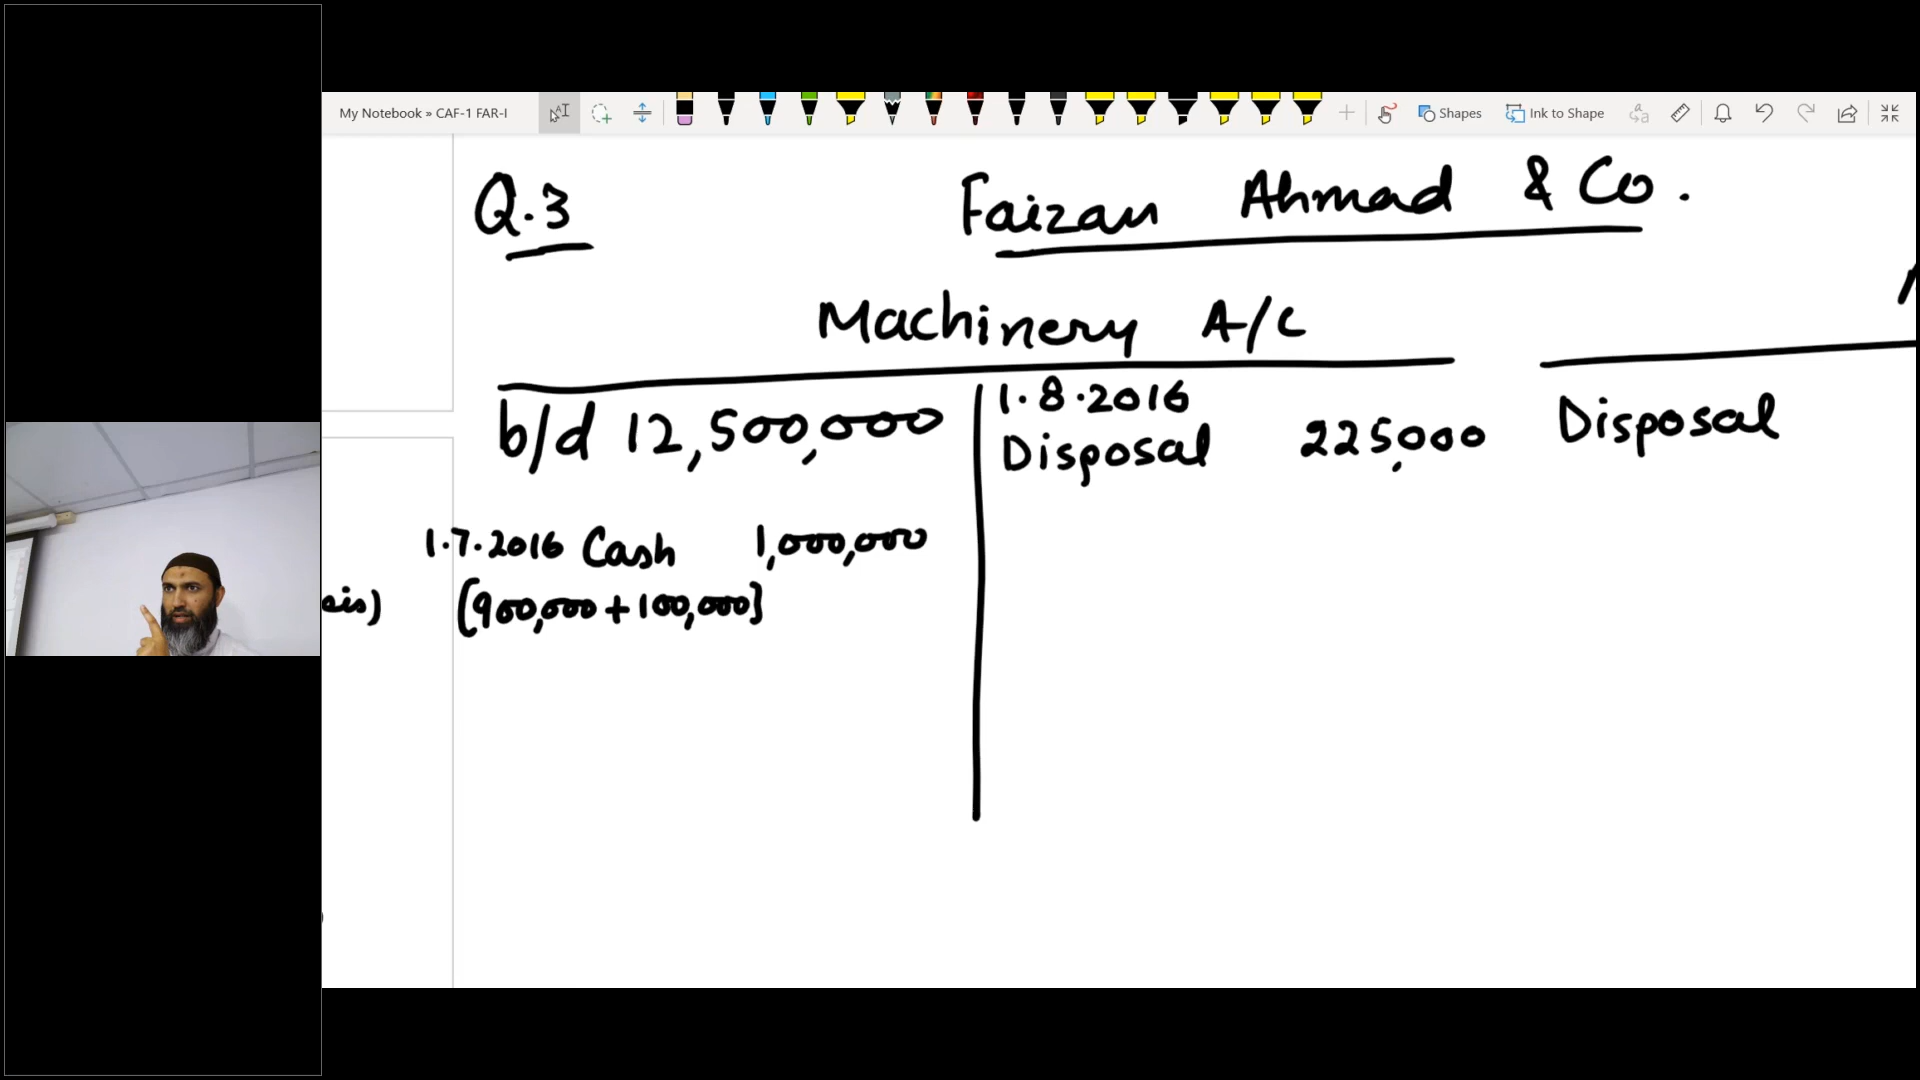 My Notebook » CAF-1 FAR-I
Shapes
Ink to Shape
Q.3
Faizan Ahmad & Co.
Machinery A/C
b/d 12,500,000
1.8.2016
Disposal 225,000
Disposal
1.7.2016 Cash 1,000,000
[900,000 + 100,000]